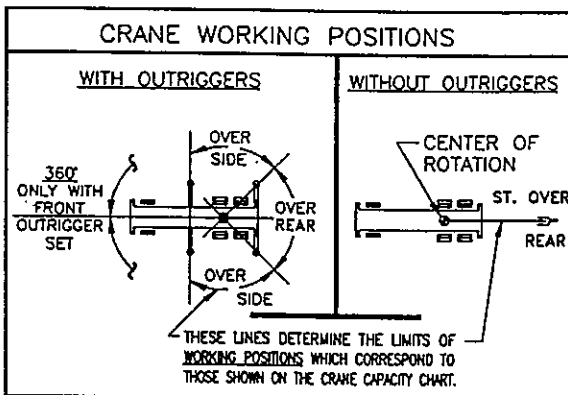 CRANE WORKING POSITIONS
WITH OUTRIGGERS
OVER
SIDE
360°
ONLY WITH
FRONT
OUTRIGGER
SET
OVER
REAR
OVER
SIDE
WITHOUT OUTRIGGERS
CENTER OF
ROTATION
ST. OVER
REAR
THESE LINES DETERMINE THE LIMITS OF
WORKING POSITIONS WHICH CORRESPOND TO
THOSE SHOWN ON THE CRANE CAPACITY CHART.